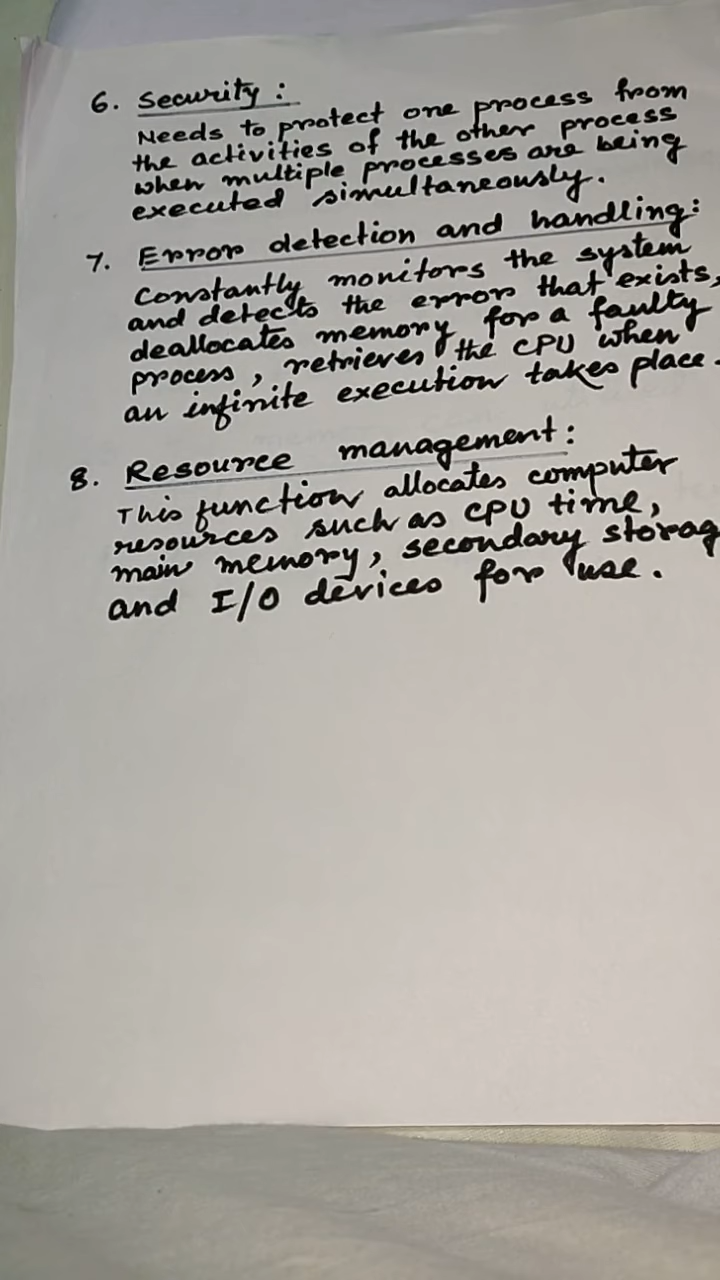 6. Security :
Needs to protect one process from
the activities of the other process
when multiple processes are being
executed simultaneously.
7. Error detection and handling:
Constantly monitors the system
and detects the error that exists,
deallocates memory for a faulty
process, retrieves the CPU when
an infinite execution takes place.
8. Resource management:
This function allocates computer
resources such as CPU time,
main memory, secondary storag
and I/O devices for use.